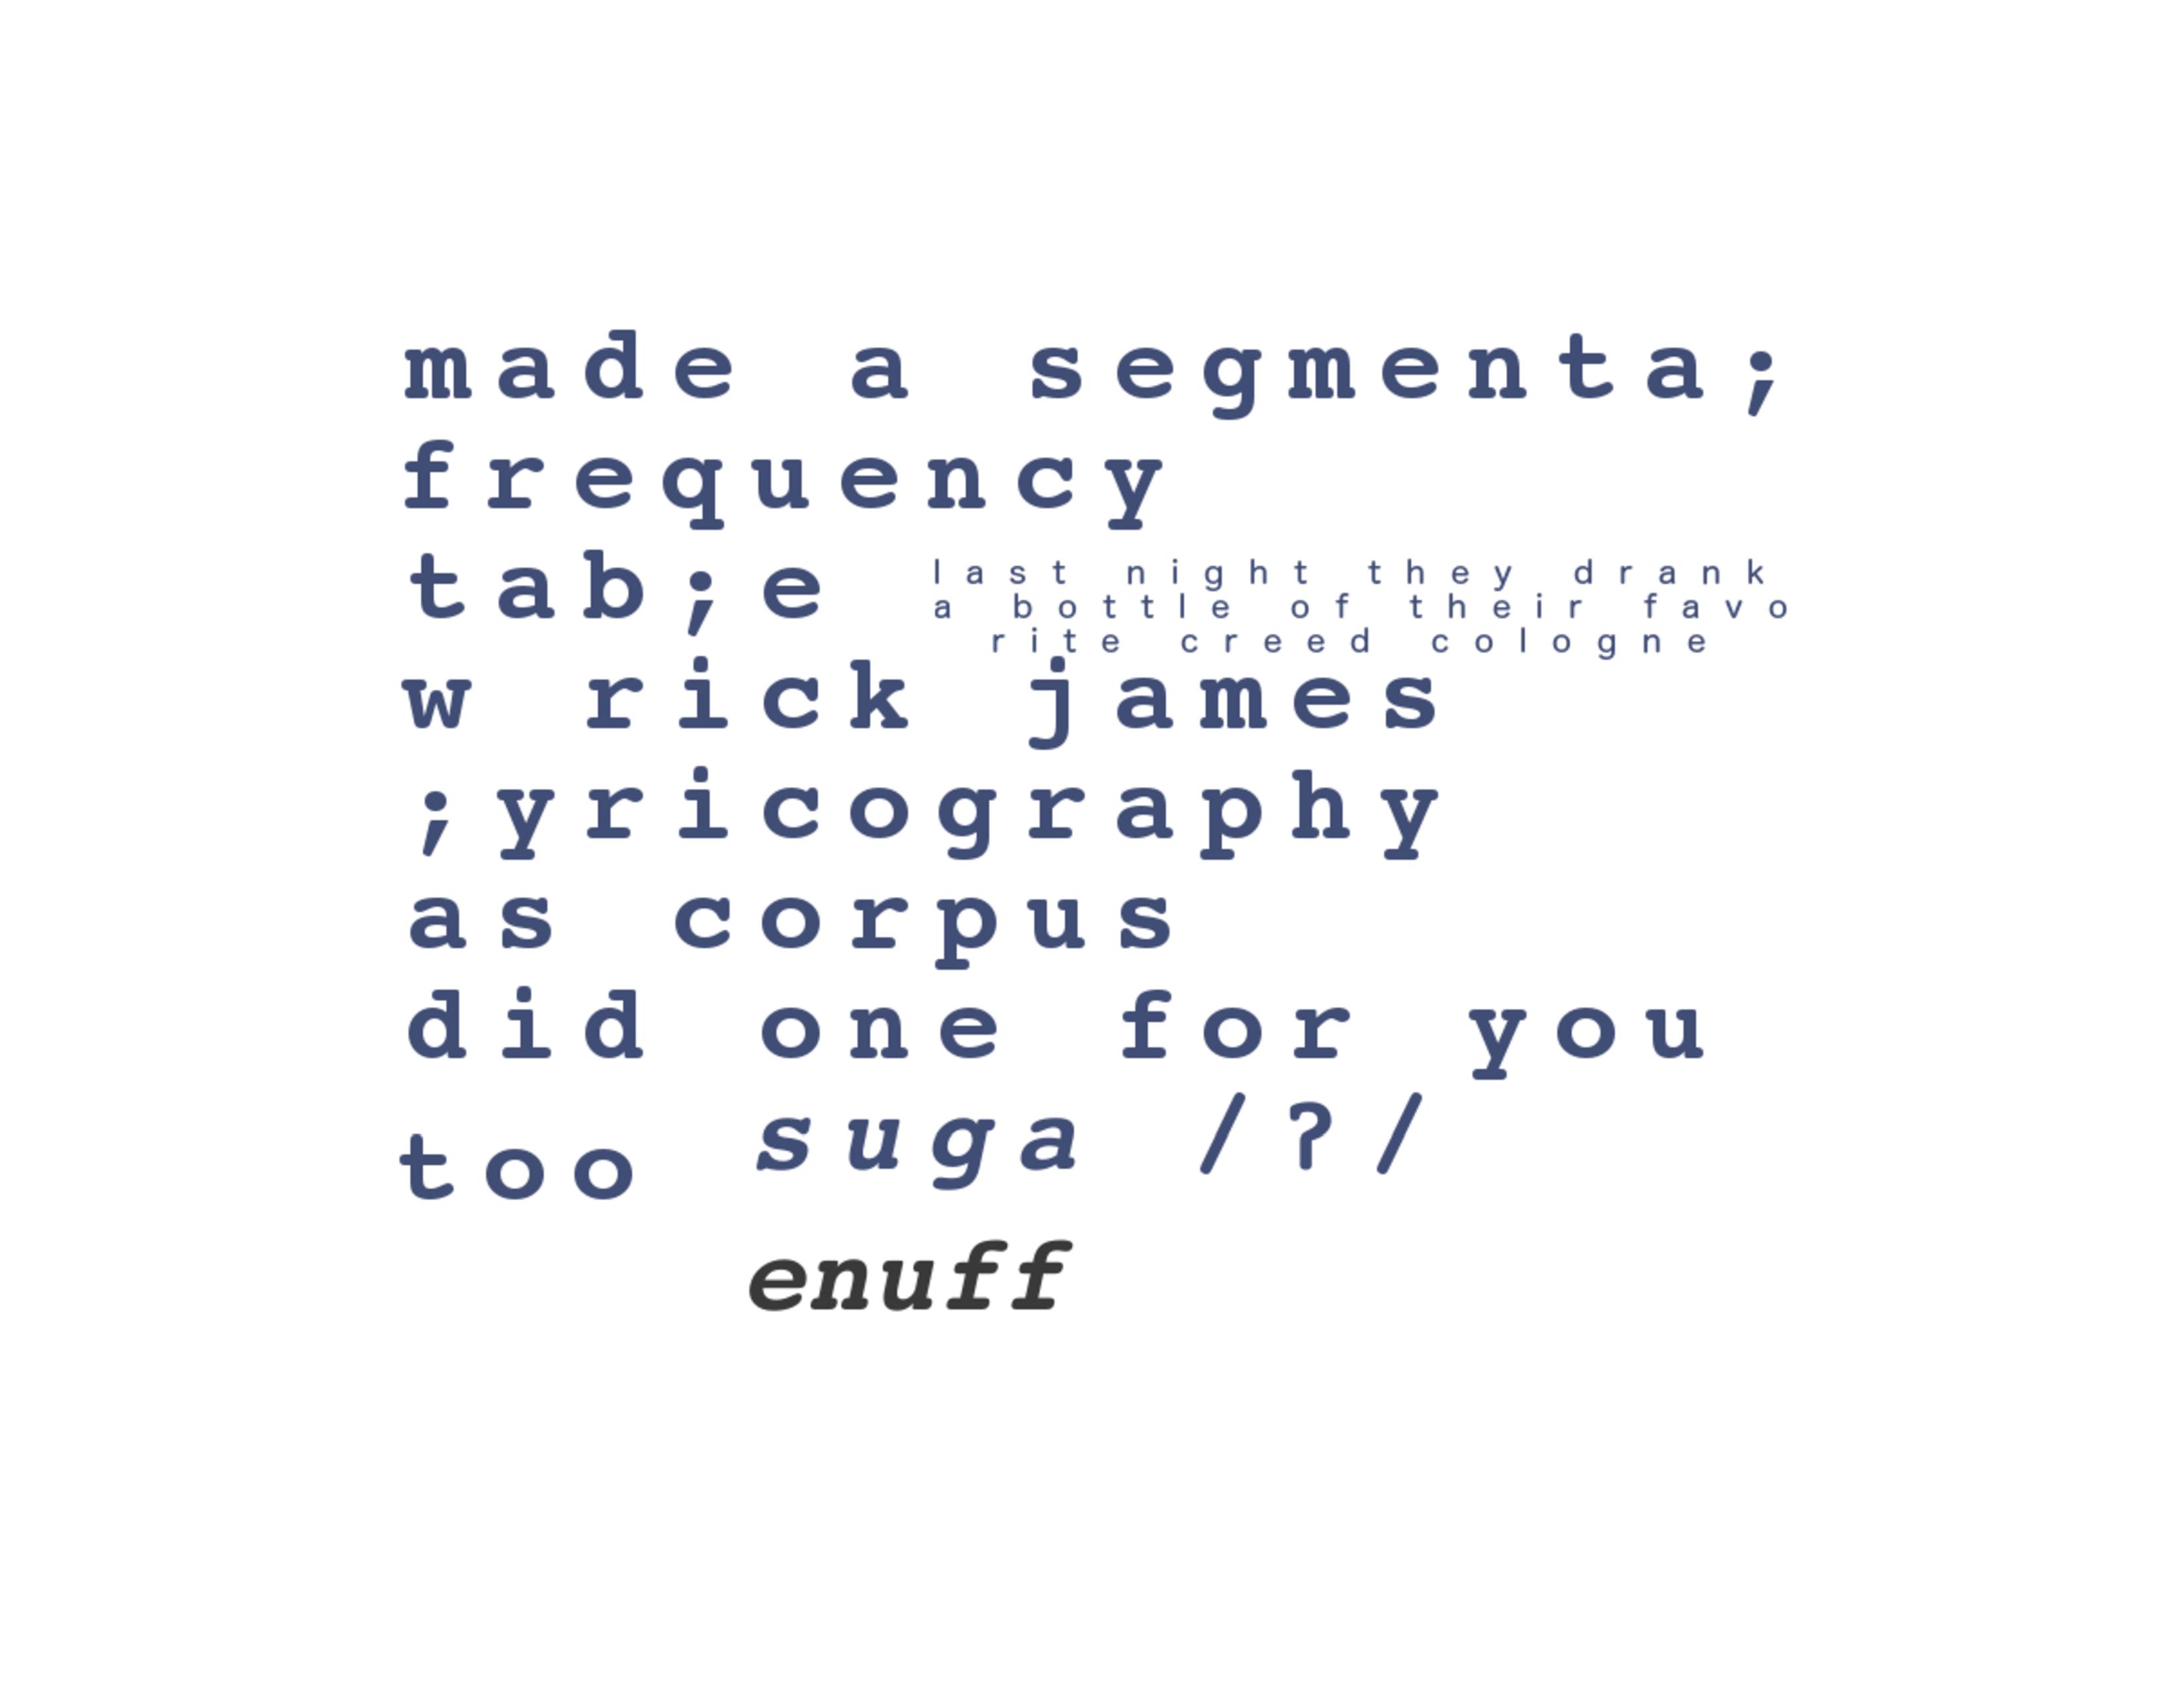 made a segmenta;
frequency
tab;e
last night they drank
a bottle of their favo
rite creed cologne
w rick james
;yricography
as corpus
did one for you
too suga /?/
enuff